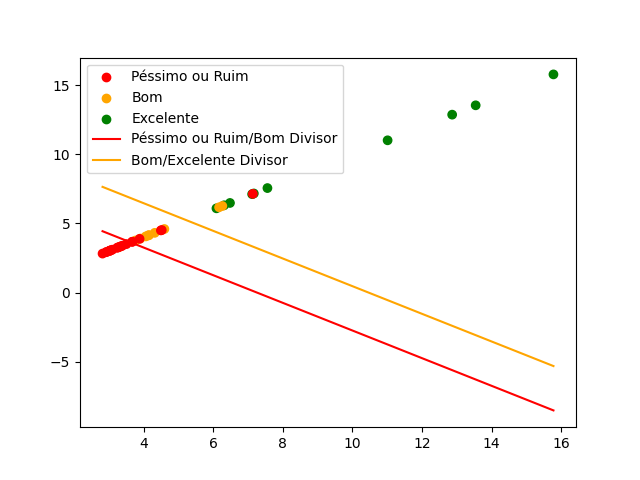 Péssimo ou Ruim
Bom
Excelente
Péssimo ou Ruim/Bom Divisor
Bom/Excelente Divisor
15
10
5
0
−5
4 6 8 10 12 14 16